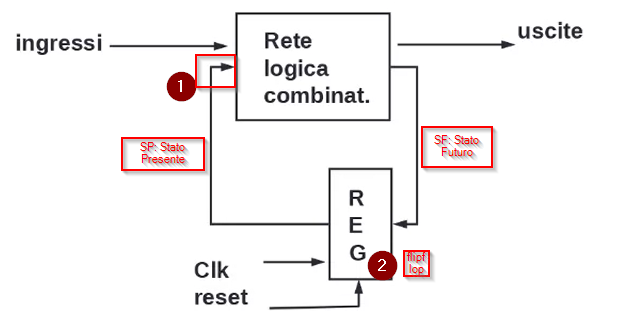 ingressi
Rete
logica
combinat.
uscite
1
SP: Stato
Presente
SF: Stato
Futuro
R
E
G
2
flipf
lop
Clk
reset